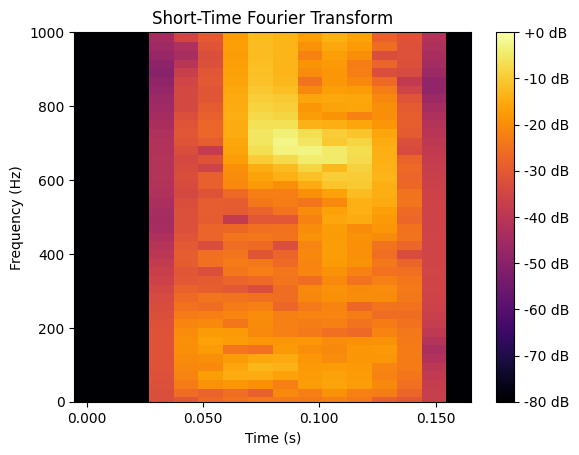 Short-Time Fourier Transform
1000
800
600
400
200
0
Frequency (Hz)
0.000
0.050
0.100
0.150
Time (s)
+0 dB
-10 dB
-20 dB
-30 dB
-40 dB
-50 dB
-60 dB
-70 dB
-80 dB